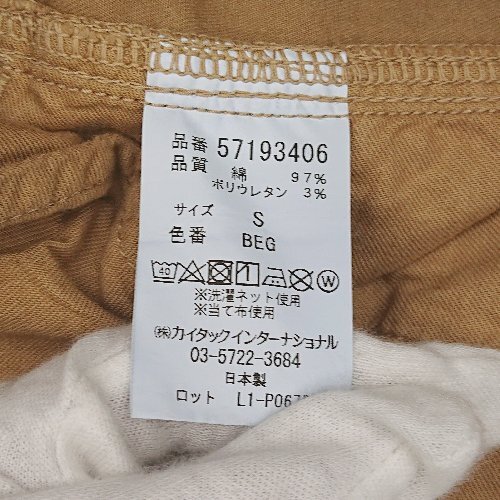 品番 57193406
品質 綿 97%
ポリウレタン 3%
サイズ S
色番 BEG
40 W
※洗濯ネット使用
※当て布使用
㈱カイタックインターナショナル
03-5722-3684
日本製
ロット